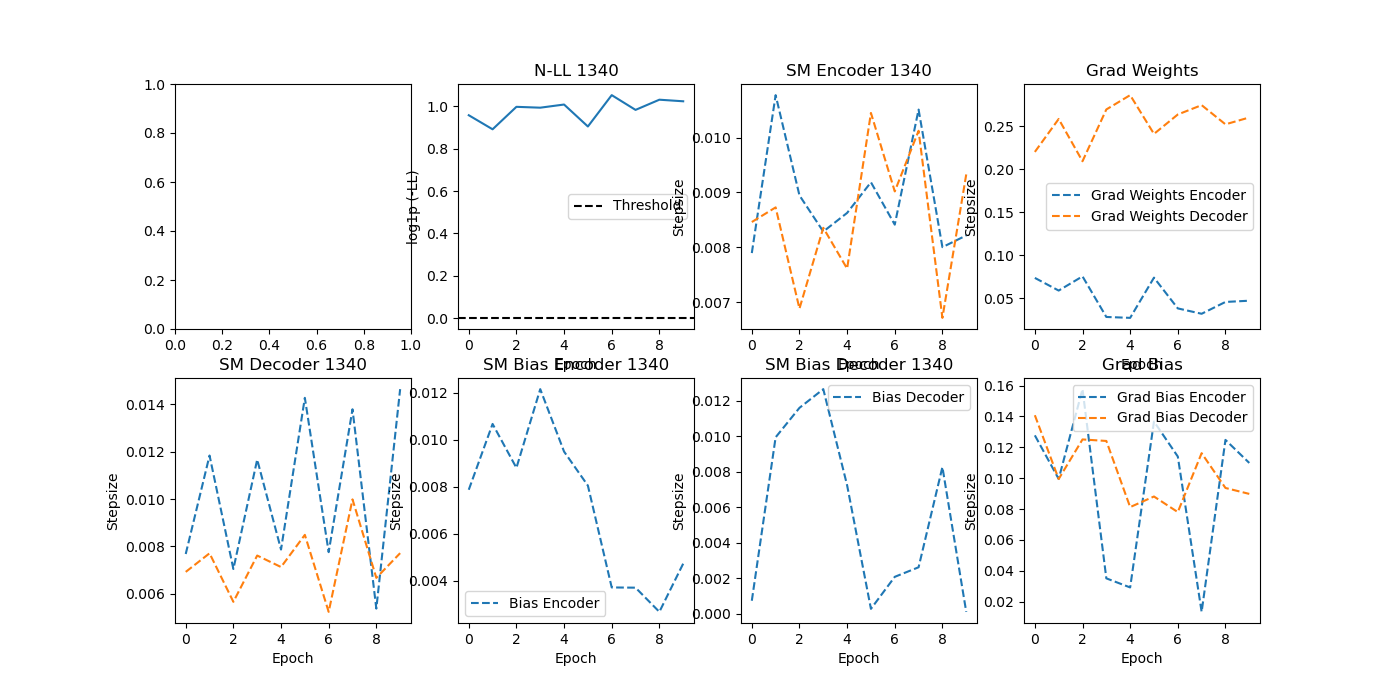 N-LL 1340
SM Encoder 1340
Grad Weights
1.0
0.8
0.6
0.4
0.2
0.0
0.0 0.2 0.4 0.6 0.8 1.0
log1p (-LL)
1.0
0.8
0.6
0.4
0.2
0.0
Threshold
0 2 4 6 8
Epoch
Stepsize
0.010
0.009
0.008
0.007
0 2 4 6 8
Epoch
Stepsize
0.25
0.20
0.15
0.10
0.05
Grad Weights Encoder
Grad Weights Decoder
0 2 4 6 8
Epoch
SM Decoder 1340
SM Bias Encoder 1340
SM Bias Decoder 1340
Grad Bias
Stepsize
0.014
0.012
0.010
0.008
0.006
0 2 4 6 8
Epoch
Stepsize
0.012
0.010
0.008
0.006
0.004
Bias Encoder
0 2 4 6 8
Epoch
Stepsize
0.012
0.010
0.008
0.006
0.004
0.002
0.000
Bias Decoder
0 2 4 6 8
Epoch
Stepsize
0.16
0.14
0.12
0.10
0.08
0.06
0.04
0.02
Grad Bias Encoder
Grad Bias Decoder
0 2 4 6 8
Epoch